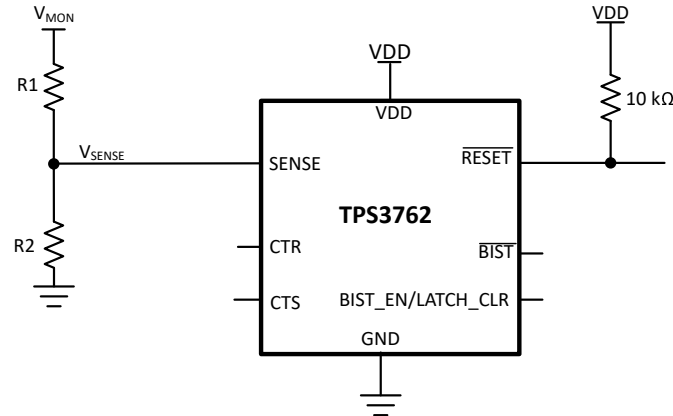 VMON
VDD
VDD
R1
10 kΩ
VDD
VSENSE
SENSE
RESET
TPS3762
R2
CTR
BIST
CTS
BIST_EN/LATCH_CLR
GND